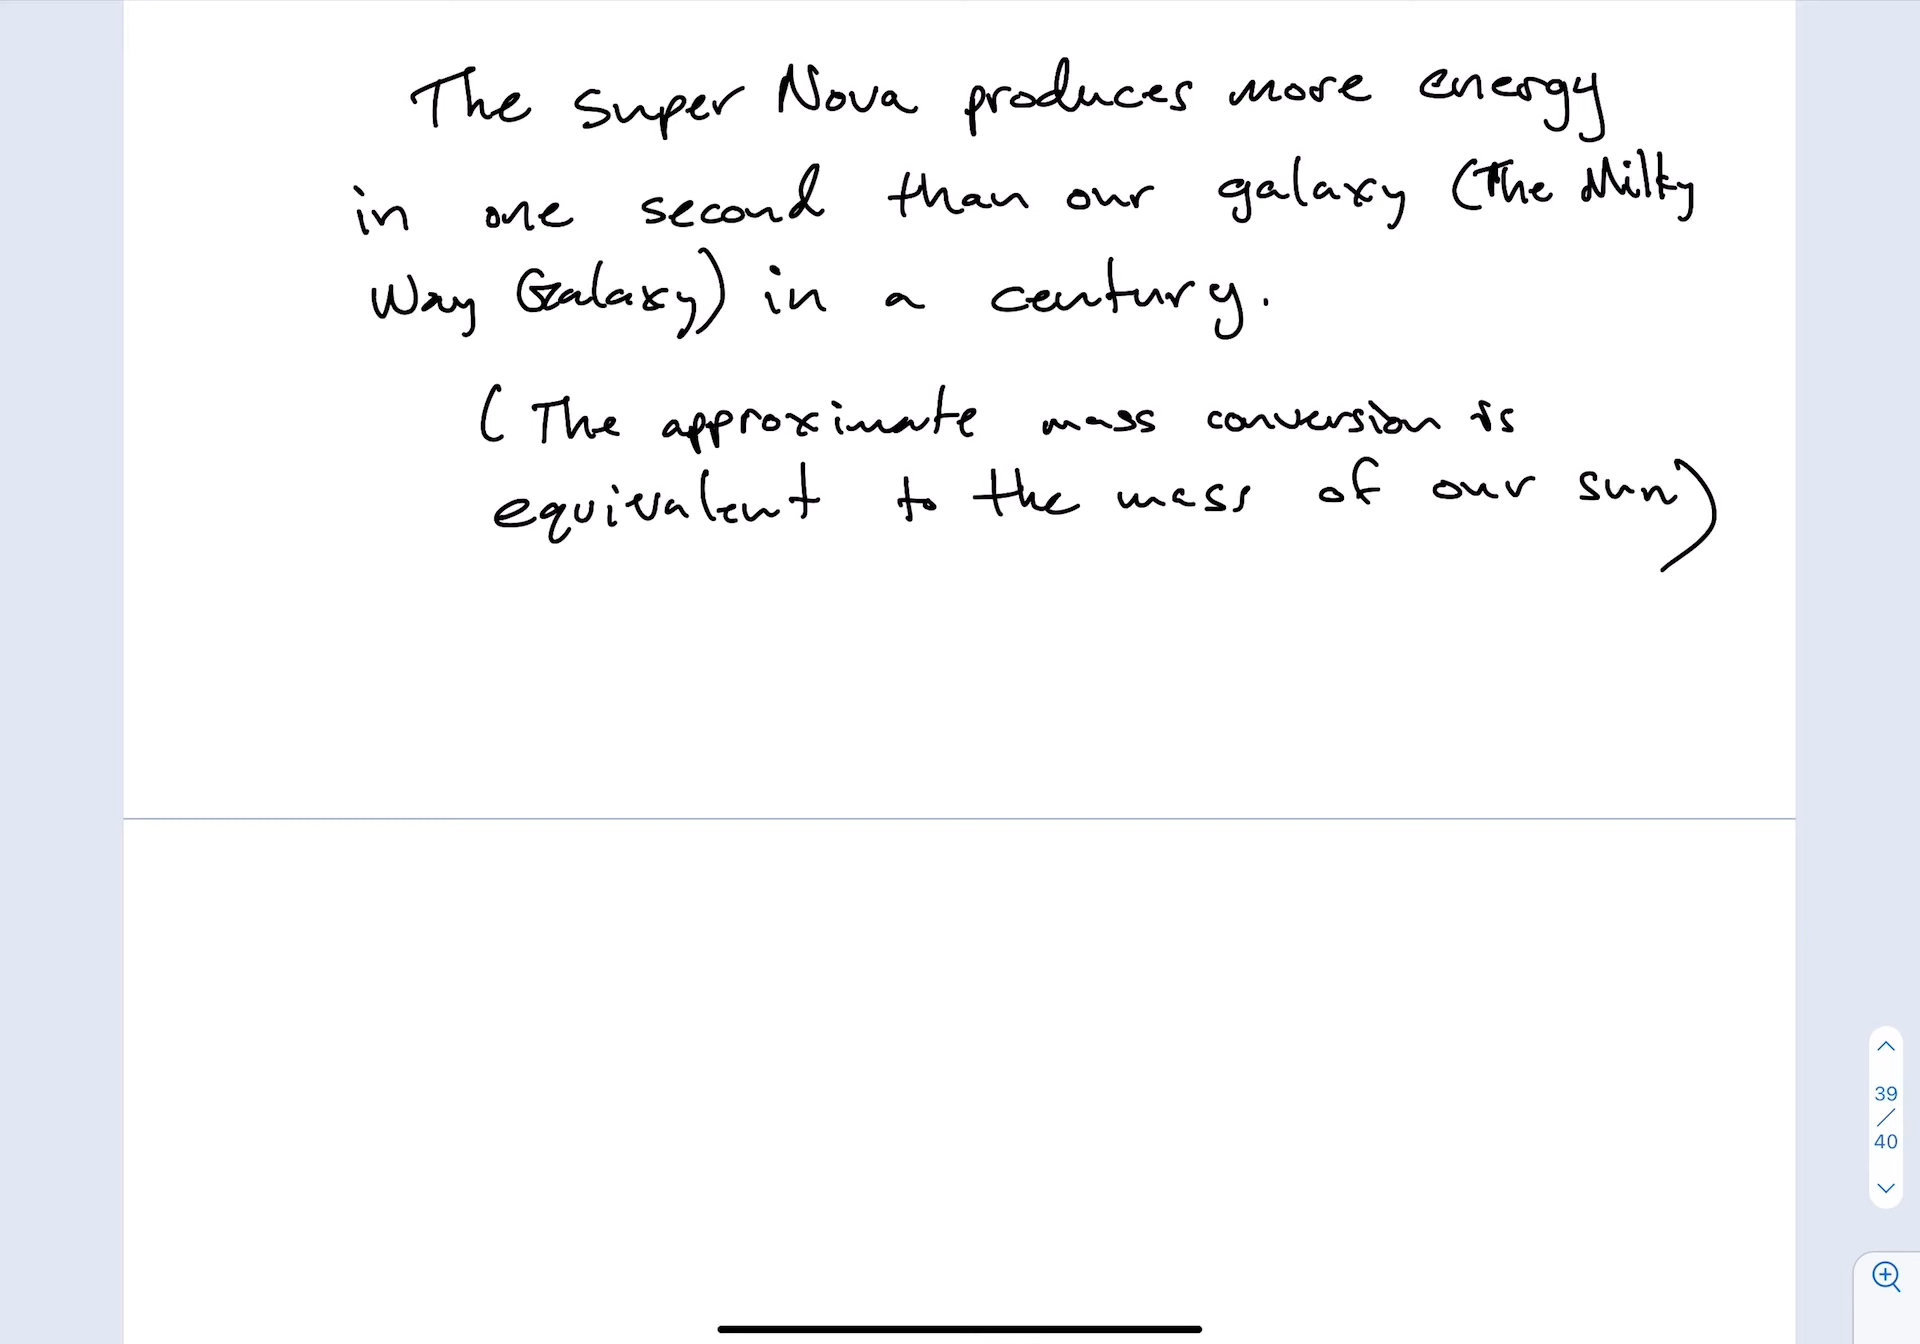 The Super Nova produces more energy
in one second than our galaxy (The Milky
Way Galaxy) in a century.
(The approximate mass conversion is
equivalent to the mass of our sun)
39
/
40